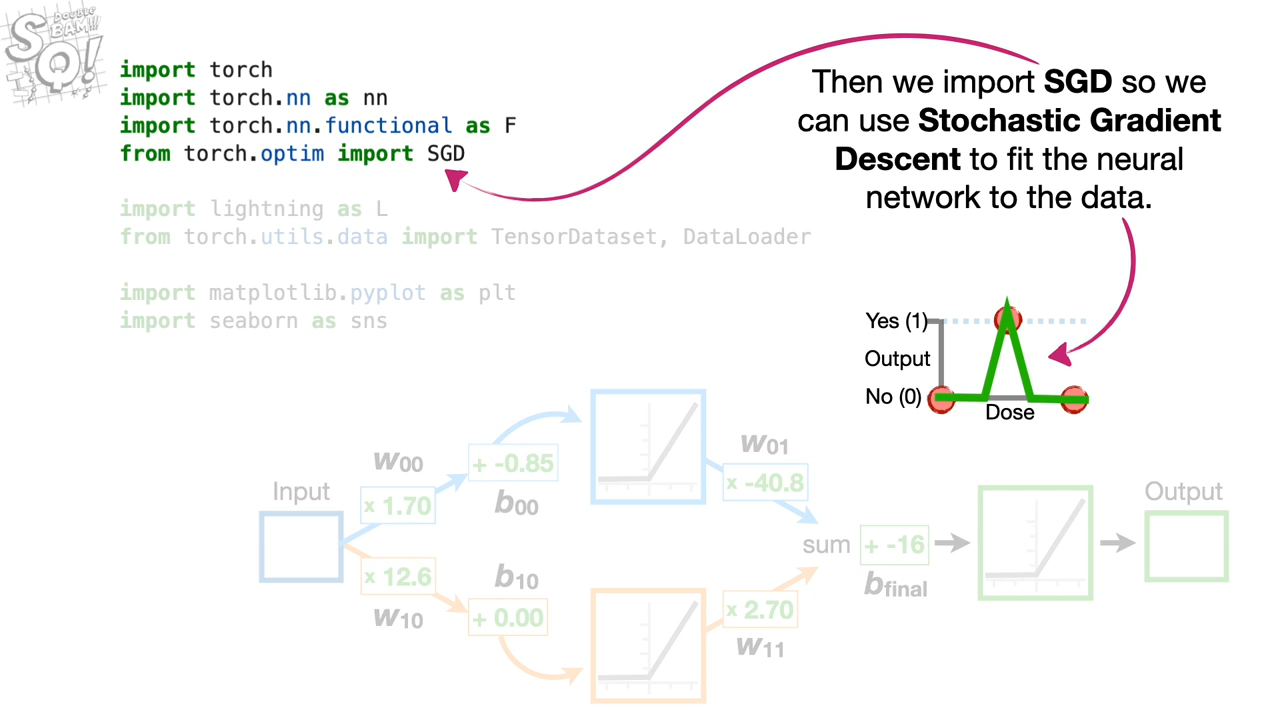 DOUBLE
BAM!!!
SQ!
import torch
import torch.nn as nn
import torch.nn.functional as F
from torch.optim import SGD
import lightning as L
from torch.utils.data import TensorDataset, DataLoader
import matplotlib.pyplot as plt
import seaborn as sns
Then we import SGD so we
can use Stochastic Gradient
Descent to fit the neural
network to the data.
Yes (1)
Output
No (0)
Dose
Input
w00
x 1.70
+ -0.85
b00
w01
x -40.8
x 12.6
w10
b10
+ 0.00
x 2.70
w11
sum
+ -16
bfinal
Output